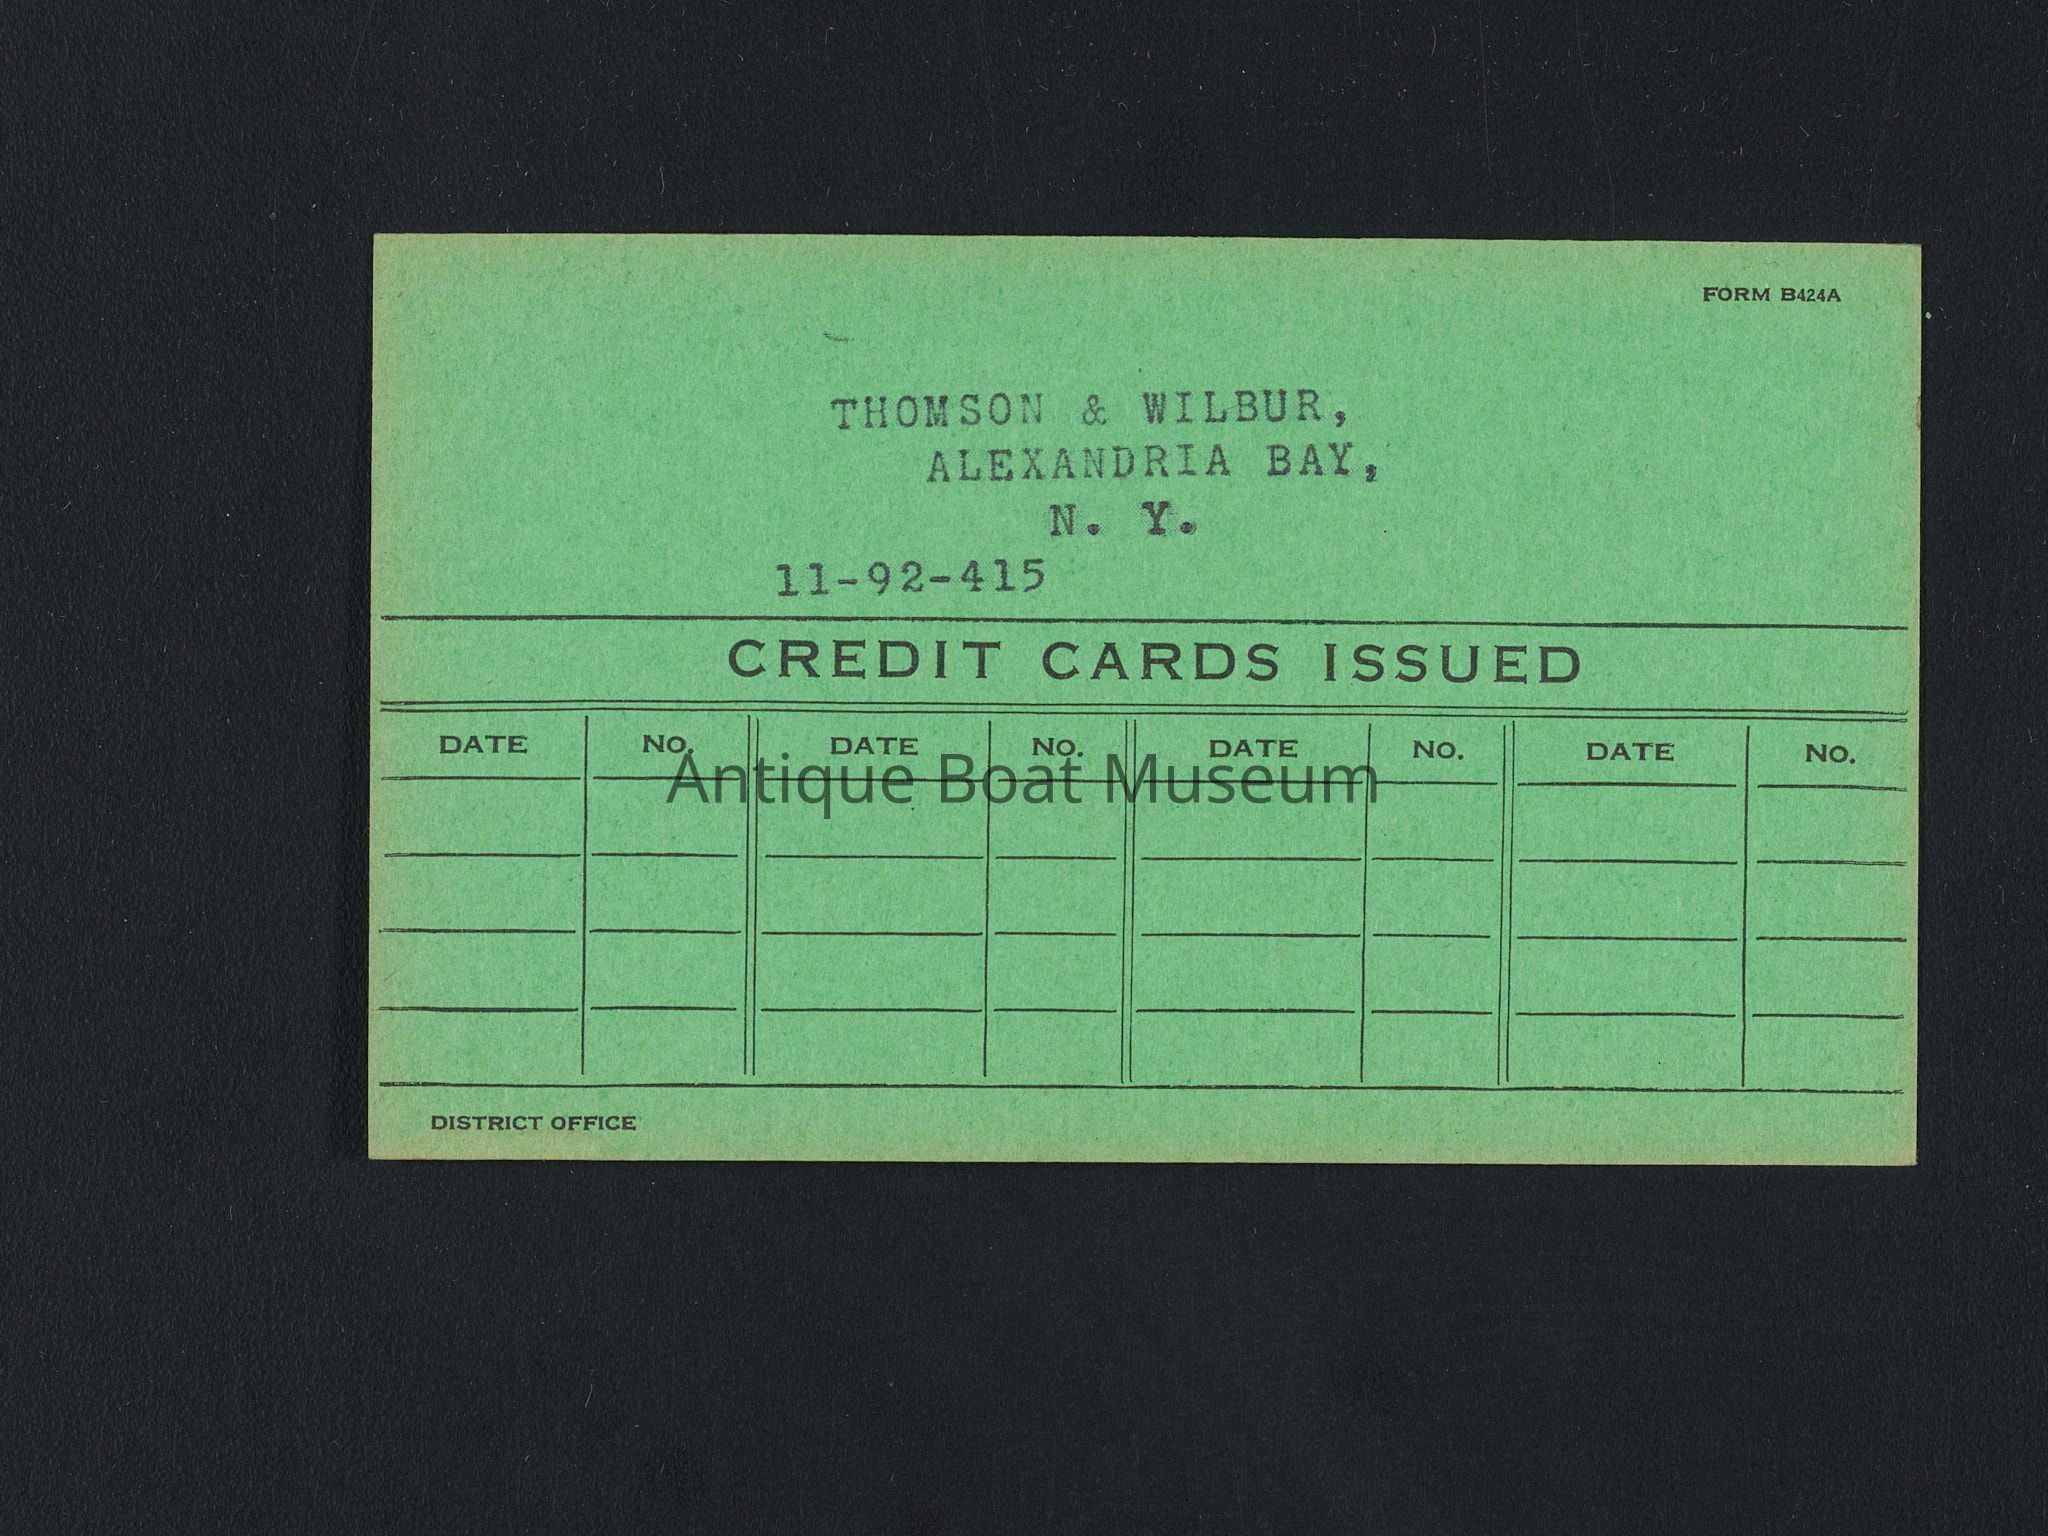 FORM B424A
THOMSON & WILBUR,
ALEXANDRIA BAY,
N. Y.
11-92-415
CREDIT CARDS ISSUED
DATE NO. DATE NO. DATE NO. DATE NO.
Antique Boat Museum
DISTRICT OFFICE